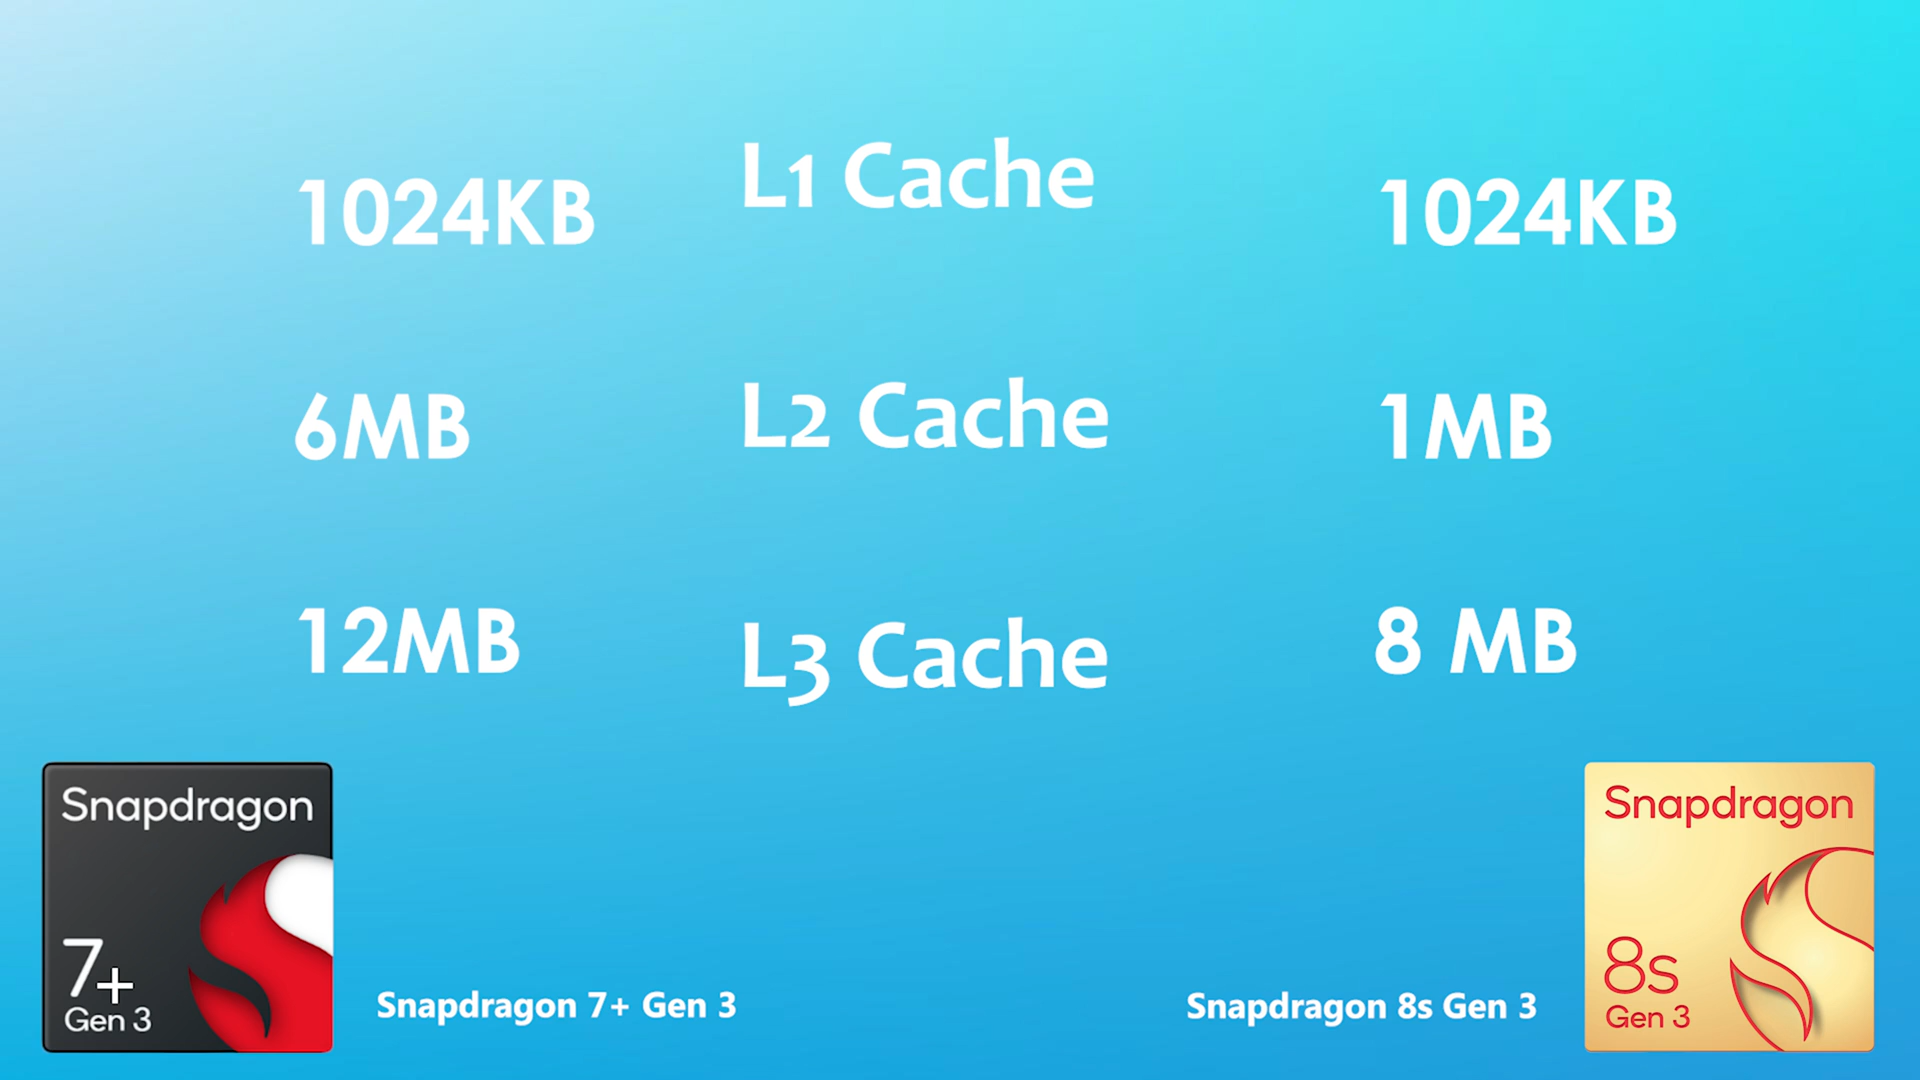 1024KB L1 Cache 1024KB
6MB L2 Cache 1MB
12MB L3 Cache 8 MB
Snapdragon
7+
Gen 3
Snapdragon 7+ Gen 3
Snapdragon 8s Gen 3
Snapdragon
8s
Gen 3